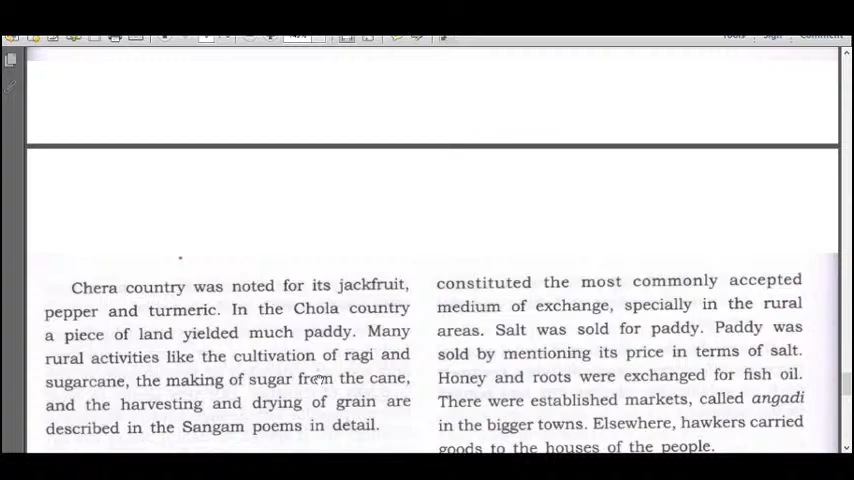 Tools
Sign
Comment
Chera country was noted for its jackfruit,
pepper and turmeric. In the Chola country
a piece of land yielded much paddy. Many
rural activities like the cultivation of ragi and
sugarcane, the making of sugar from the cane,
and the harvesting and drying of grain are
described in the Sangam poems in detail.
constituted the most commonly accepted
medium of exchange, specially in the rural
areas. Salt was sold for paddy. Paddy was
sold by mentioning its price in terms of salt.
Honey and roots were exchanged for fish oil.
There were established markets, called angadi
in the bigger towns. Elsewhere, hawkers carried
goods to the houses of the people.